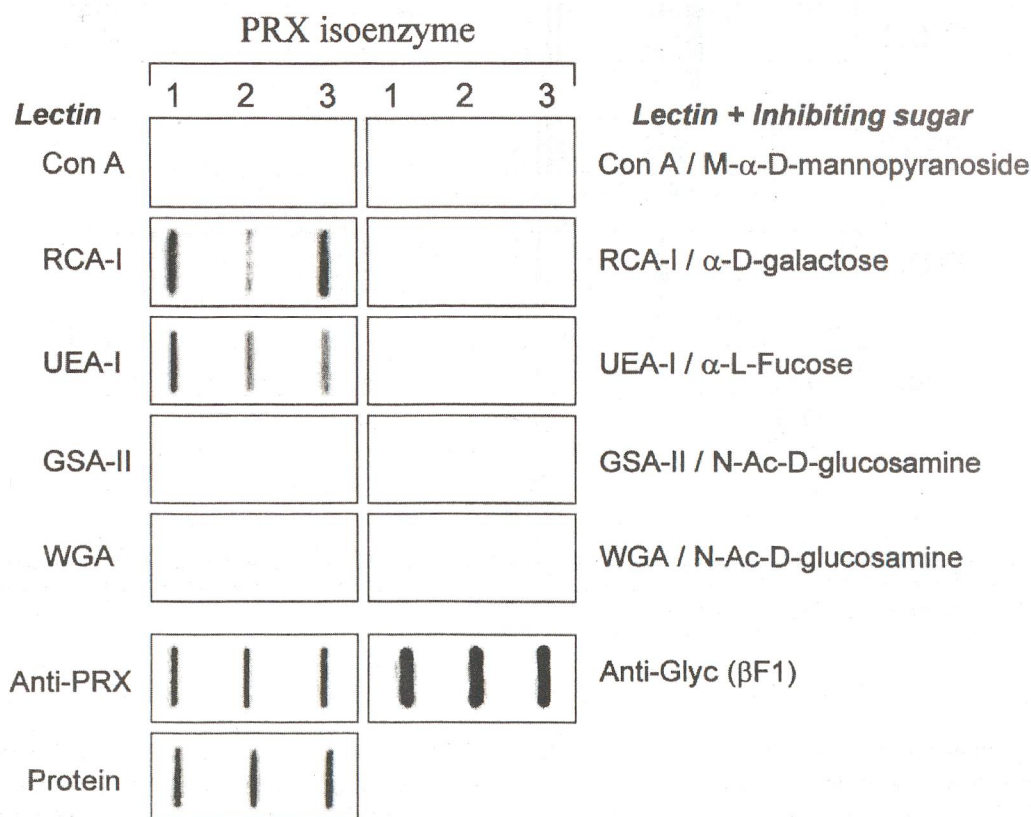 PRX isoenzyme
1 2 3 1 2 3
Lectin Lectin + Inhibiting sugar
Con A Con A / M-α-D-mannopyranoside
RCA-I RCA-I / α-D-galactose
UEA-I UEA-I / α-L-Fucose
GSA-II GSA-II / N-Ac-D-glucosamine
WGA WGA / N-Ac-D-glucosamine
Anti-PRX Anti-Glyc (βF1)
Protein